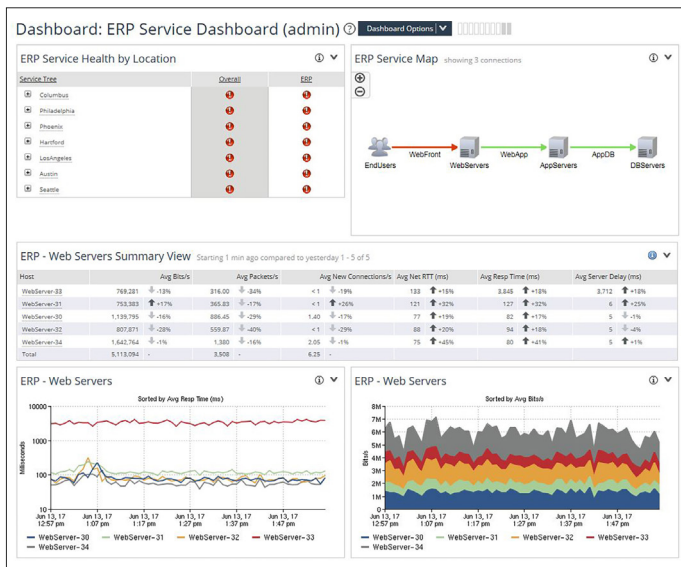 Dashboard: ERP Service Dashboard (admin) ? Dashboard Options
ERP Service Health by Location
Service Tree Overall ERP
Columbus
Philadelphia
Phoenix
Hartford
LosAngeles
Austin
Seattle
ERP Service Map showing 3 connections
WebFront WebApp AppDB
EndUsers WebServers AppServers DBServers
ERP - Web Servers Summary View Starting 1 min ago compared to yesterday 1 - 5 of 5
Host Avg Bits/s Avg Packets/s Avg New Connections/s Avg Net RTT (ms) Avg Resp Time (ms) Avg Server Delay (ms)
WebServer-33 769,281 -13% 316.00 -34% < 1 -19% 133 +15% 3,845 +18% 3,712 +18%
WebServer-31 753,383 +17% 365.83 -17% < 1 +26% 121 +32% 127 +32% 6 +25%
WebServer-30 1,139,795 -16% 886.45 -29% 1.40 -17% 77 +19% 82 +17% 5 -1%
WebServer-32 807,871 -28% 559.87 -40% < 1 -29% 88 +20% 94 +18% 5 -4%
WebServer-34 1,642,764 -1% 1,380 -16% 2.05 -1% 75 +45% 80 +41% 5 +1%
Total 5,113,094 - 3,508 - 6.25 -
ERP - Web Servers
Sorted by Avg Resp Time (ms)
Milliseconds
10000
1000
100
10
Jun 13, 17 Jun 13, 17 Jun 13, 17 Jun 13, 17 Jun 13, 17 Jun 13, 17
12:57 pm 1:07 pm 1:17 pm 1:27 pm 1:37 pm 1:47 pm
WebServer-30 WebServer-31 WebServer-32 WebServer-33
WebServer-34
ERP - Web Servers
Sorted by Avg Bits/s
Bits/s
8M
7M
6M
5M
4M
3M
2M
1M
0
Jun 13, 17 Jun 13, 17 Jun 13, 17 Jun 13, 17 Jun 13, 17 Jun 13, 17
12:57 pm 1:07 pm 1:17 pm 1:27 pm 1:37 pm 1:47 pm
WebServer-30 WebServer-31 WebServer-32 WebServer-33
WebServer-34